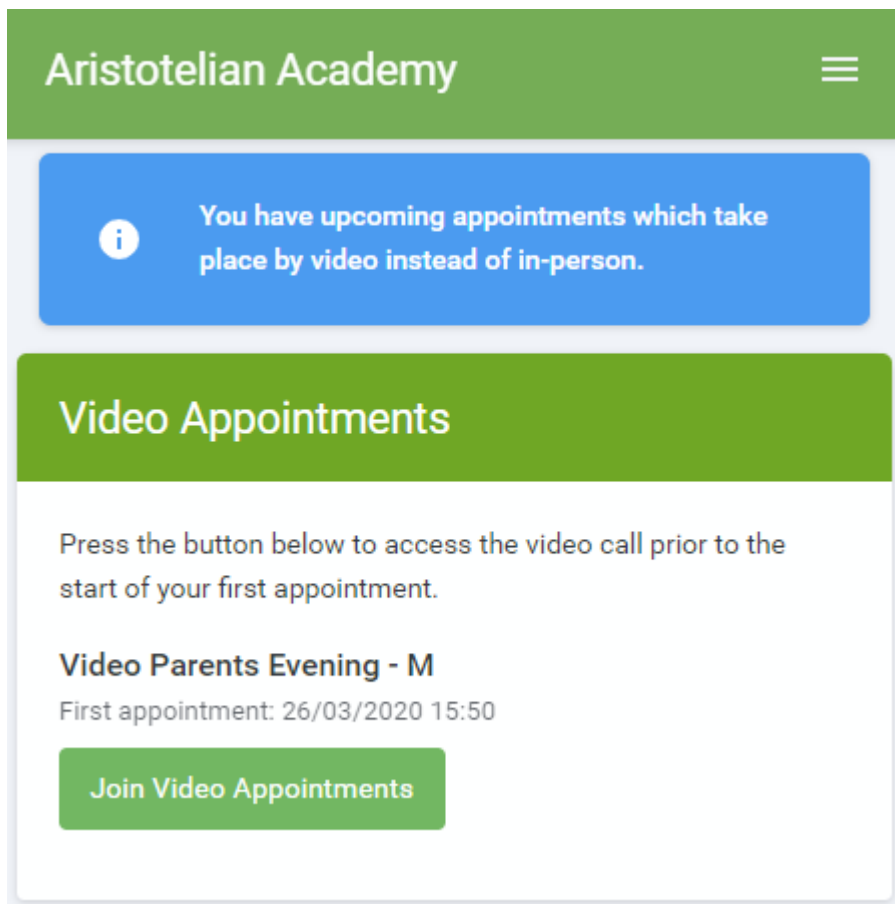 Aristotelian Academy
You have upcoming appointments which take
place by video instead of in-person.
Video Appointments
Press the button below to access the video call prior to the
start of your first appointment.
Video Parents Evening - M
First appointment: 26/03/2020 15:50
Join Video Appointments